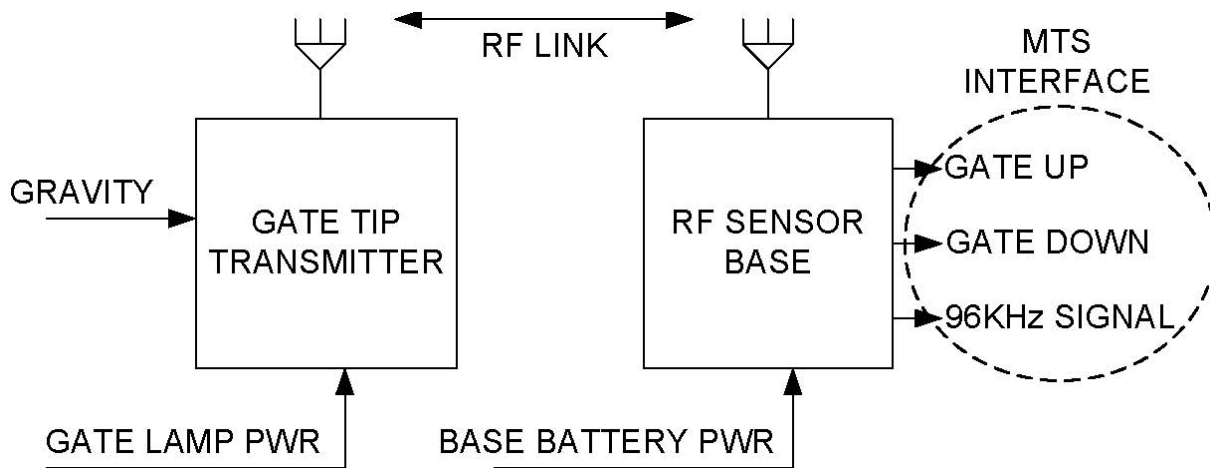 RF LINK
MTS
INTERFACE
GRAVITY
GATE TIP
TRANSMITTER
RF SENSOR
BASE
GATE UP
GATE DOWN
96KHz SIGNAL
GATE LAMP PWR
BASE BATTERY PWR